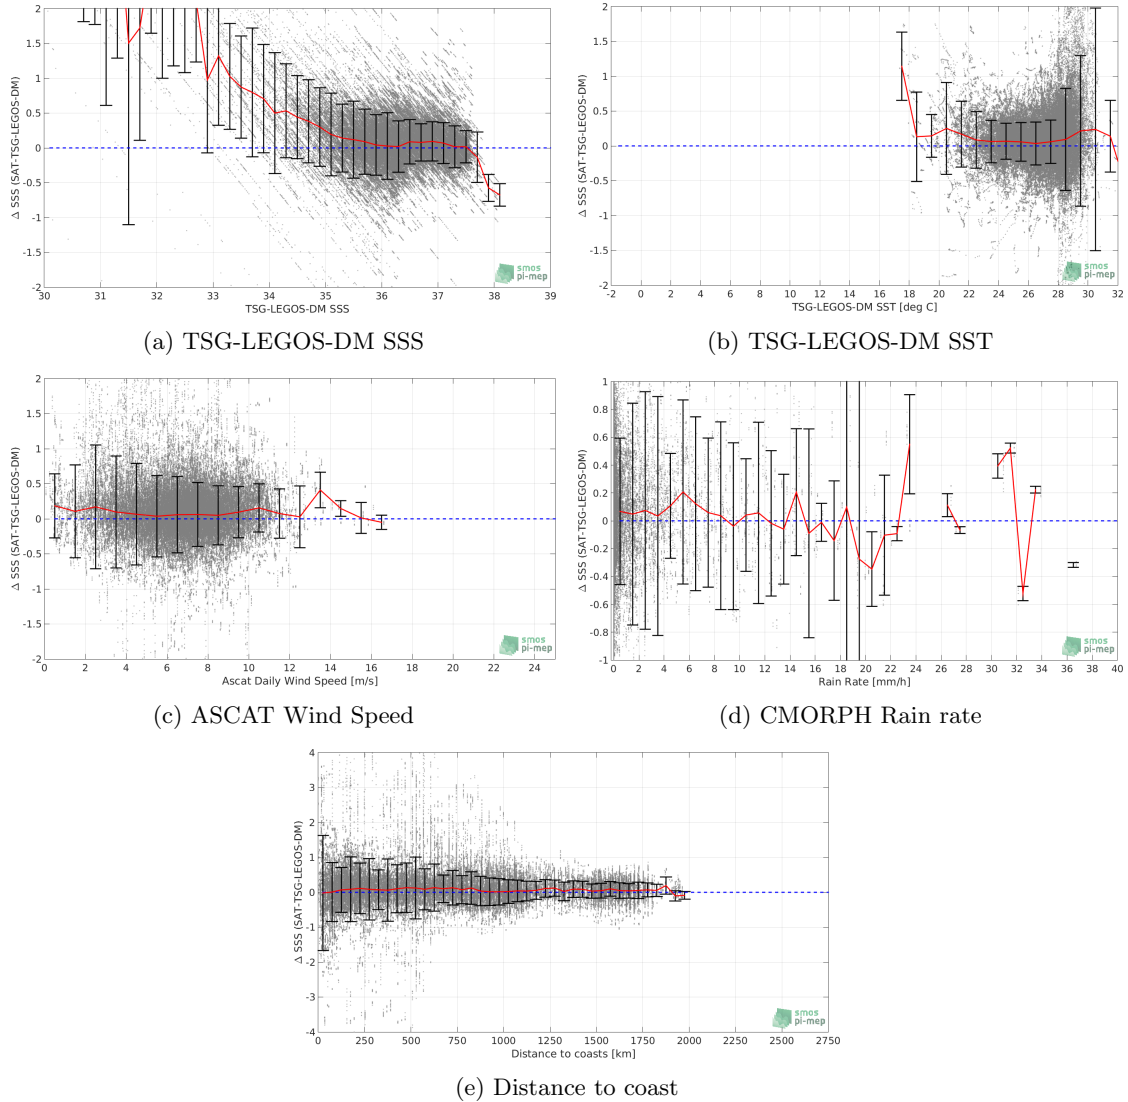 2
1.5
1
0.5
0
-0.5
-1
-1.5
-2
Δ SSS (SAT-TSG-LEGOS-DM)
30 31 32 33 34 35 36 37 38 39
TSG-LEGOS-DM SSS
smos
pi-mep
(a) TSG-LEGOS-DM SSS
2
1.5
1
0.5
0
-0.5
-1
-1.5
-2
Δ SSS (SAT-TSG-LEGOS-DM)
-2 0 2 4 6 8 10 12 14 16 18 20 22 24 26 28 30 32
TSG-LEGOS-DM SST [deg C]
smos
pi-mep
(b) TSG-LEGOS-DM SST
2
1.5
1
0.5
0
-0.5
-1
-1.5
-2
Δ SSS (SAT-TSG-LEGOS-DM)
0 2 4 6 8 10 12 14 16 18 20 22 24
Ascat Daily Wind Speed [m/s]
smos
pi-mep
(c) ASCAT Wind Speed
1
0.8
0.6
0.4
0.2
0
-0.2
-0.4
-0.6
-0.8
-1
Δ SSS (SAT-TSG-LEGOS-DM)
0 2 4 6 8 10 12 14 16 18 20 22 24 26 28 30 32 34 36 38 40
Rain Rate [mm/h]
smos
pi-mep
(d) CMORPH Rain rate
4
3
2
1
0
-1
-2
-3
-4
Δ SSS (SAT-TSG-LEGOS-DM)
0 250 500 750 1000 1250 1500 1750 2000 2250 2500 2750
Distance to coasts [km]
smos
pi-mep
(e) Distance to coast